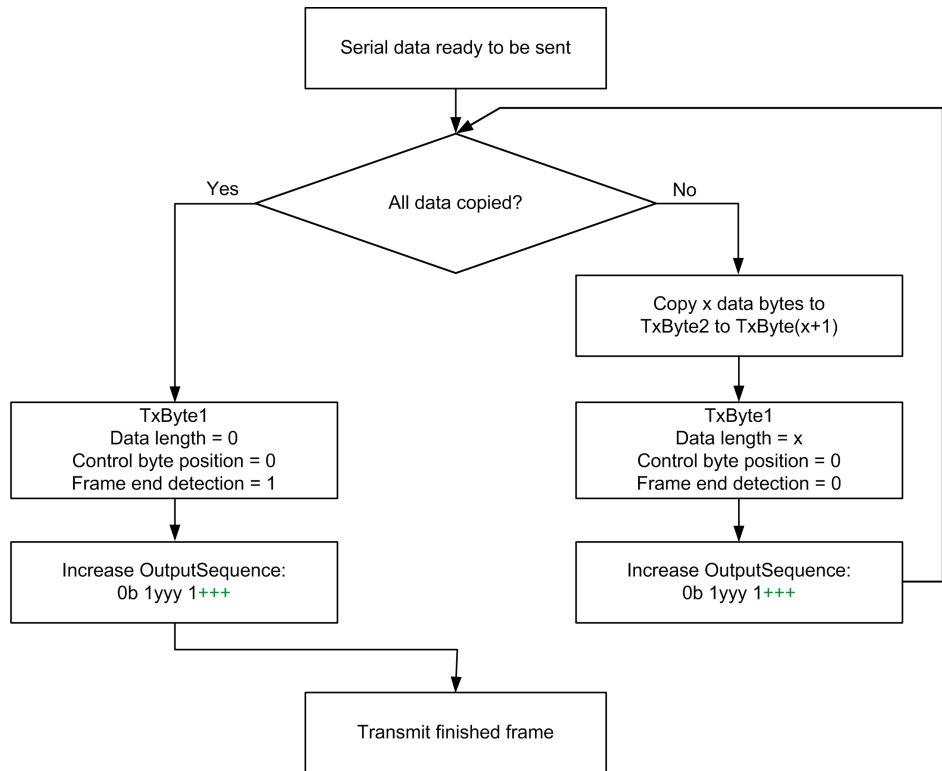 Serial data ready to be sent
All data copied?
Yes
No
Copy x data bytes to
TxByte2 to TxByte(x+1)
TxByte1
Data length = 0
Control byte position = 0
Frame end detection = 1
TxByte1
Data length = x
Control byte position = 0
Frame end detection = 0
Increase OutputSequence:
0b 1yyy 1+++
Increase OutputSequence:
0b 1yyy 1+++
Transmit finished frame